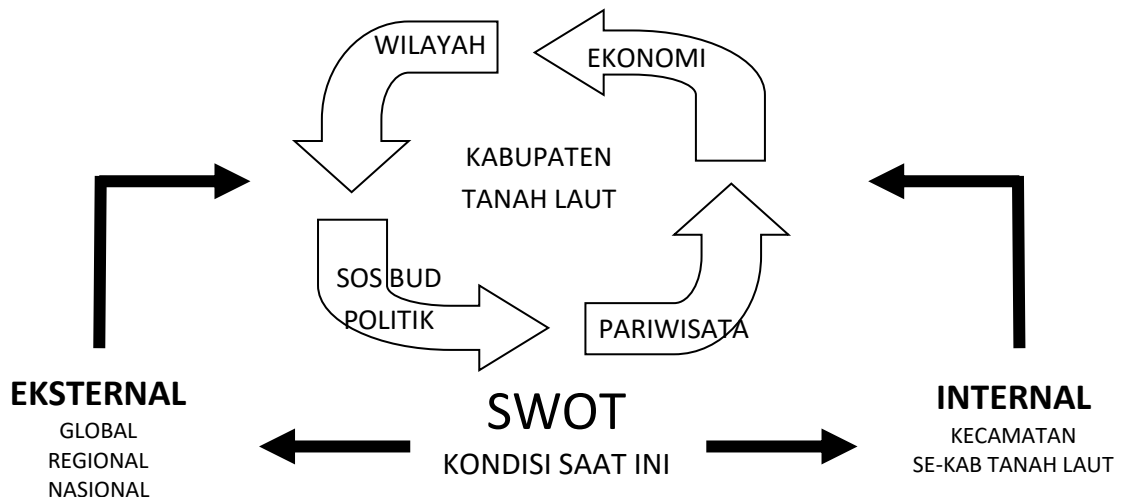 WILAYAH
EKONOMI
KABUPATEN
TANAH LAUT
SOS BUD
POLITIK
PARIWISATA
EKSTERNAL
GLOBAL
REGIONAL
NASIONAL
SWOT
KONDISI SAAT INI
INTERNAL
KECAMATAN
SE-KAB TANAH LAUT